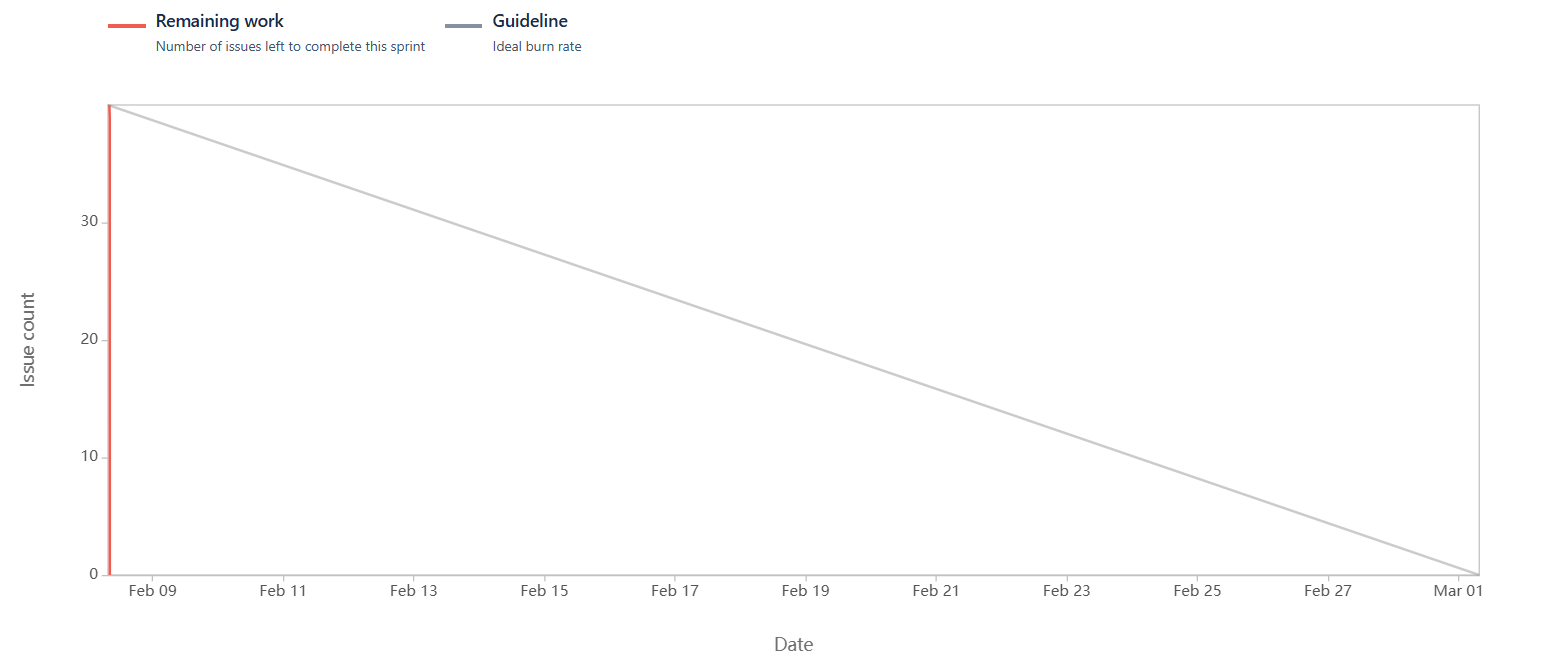 Remaining work
Number of issues left to complete this sprint
Guideline
Ideal burn rate
Issue count
30
20
10
0
Feb 09 Feb 11 Feb 13 Feb 15 Feb 17 Feb 19 Feb 21 Feb 23 Feb 25 Feb 27 Mar 01
Date